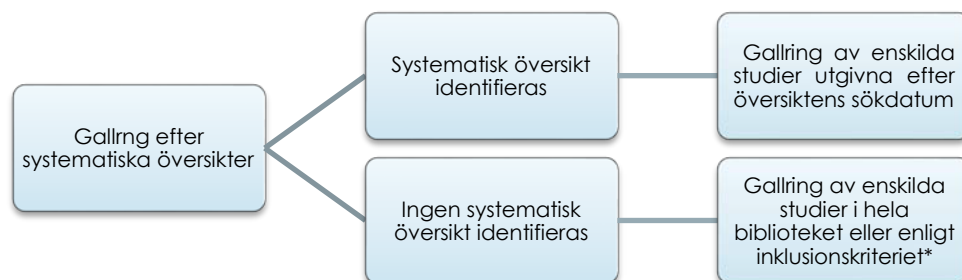 Gallrng efter
systematiska översikter
Systematisk översikt
identifieras
Gallring av enskilda
studier utgivna efter
översiktens sökdatum
Ingen systematisk
översikt identifieras
Gallring av enskilda
studier i hela
biblioteket eller enligt
inklusionskriteriet*